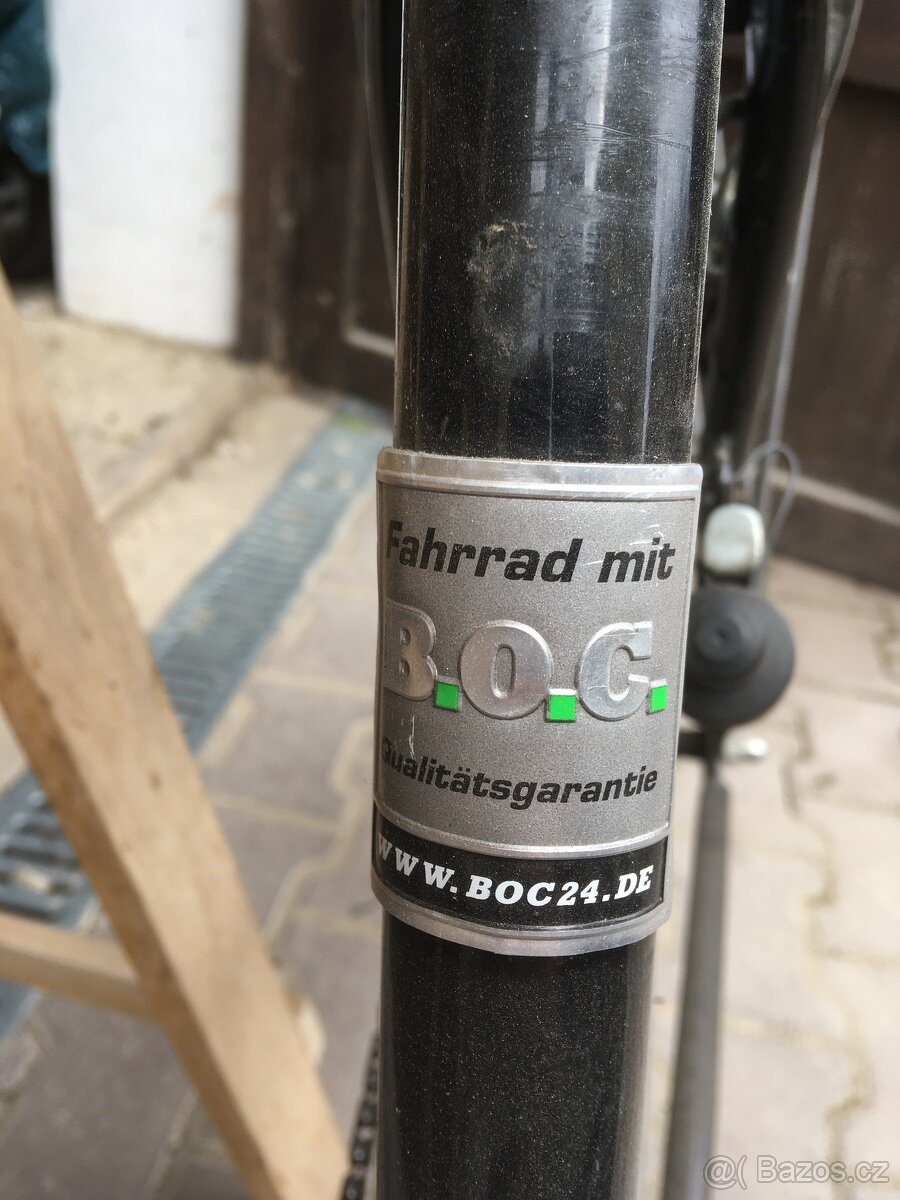 Fahrrad mit
B.O.C.
Qualitätsgarantie
WWW.BOC24.DE
@( Bazos.cz